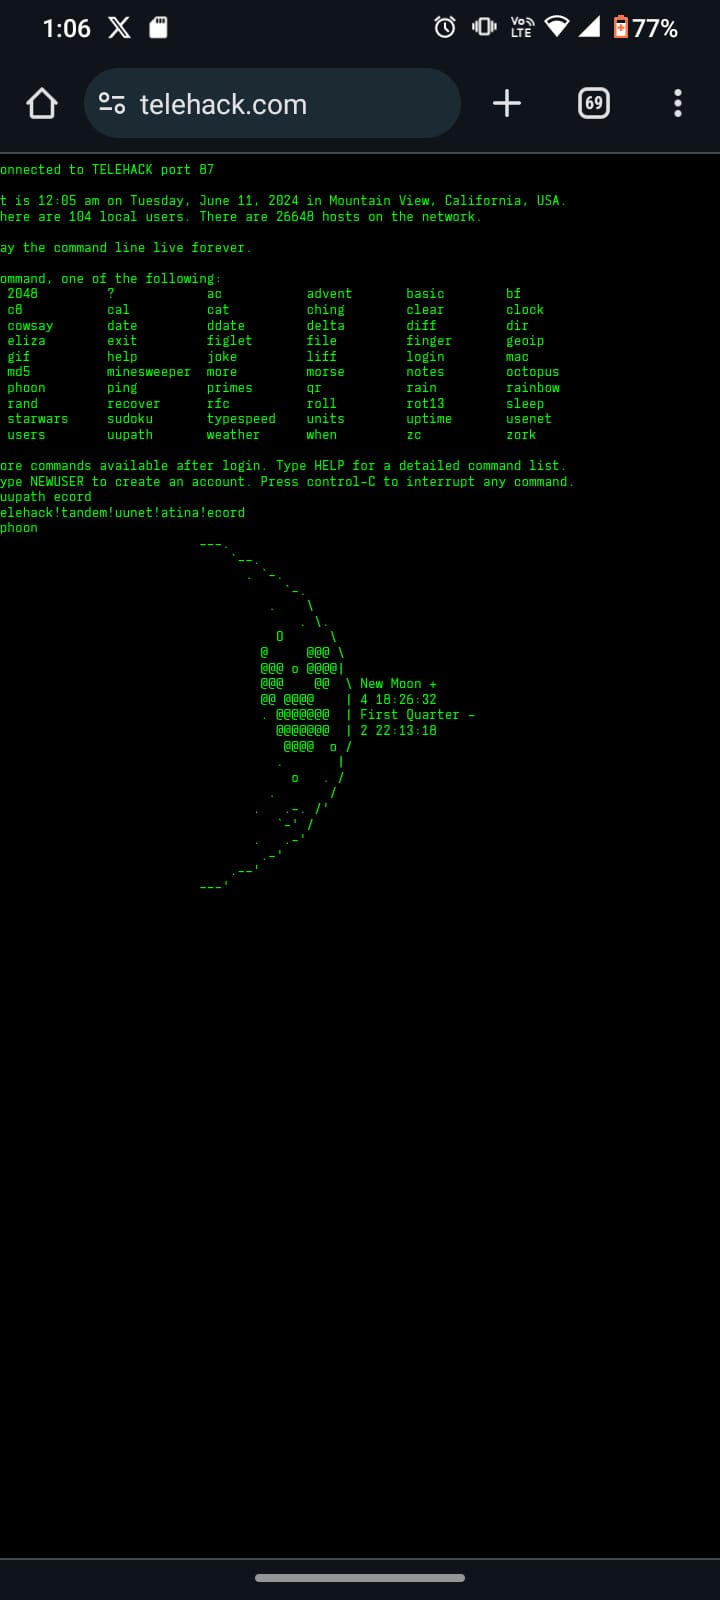 1:06 VoLTE 77%
telehack.com 69
onnected to TELEHACK port 87
t is 12:05 am on Tuesday, June 11, 2024 in Mountain View, California, USA.
here are 104 local users. There are 26648 hosts on the network.
ay the command line live forever.
ommand, one of the following:
2048 ? ac advent basic bf
c8 cal cat ching clear clock
cowsay date ddate delta diff dir
eliza exit figlet file finger geoip
gif help joke liff login mac
md5 minesweeper more morse notes octopus
phoon ping primes qr rain rainbow
rand recover rfc roll rot13 sleep
starwars sudoku typespeed units uptime usenet
users uupath weather when zc zork
ore commands available after login. Type HELP for a detailed command list.
ype NEWUSER to create an account. Press control-C to interrupt any command.
uupath ecord
elehack!tandem!uunet!atina!ecord
phoon
---.
`--.
. `-.
`-.
. \
. \.
O \
@ @@@ \
@@@ o @@@@|
@@@ @@ \ New Moon +
@@ @@@@ | 4 18:26:32
. @@@@@@@ | First Quarter -
@@@@@@@ | 2 22:13:18
@@@@ o /
. |
o . /
. /
. .-. /'
`-' /
. .-'
.-'
.--'
---'